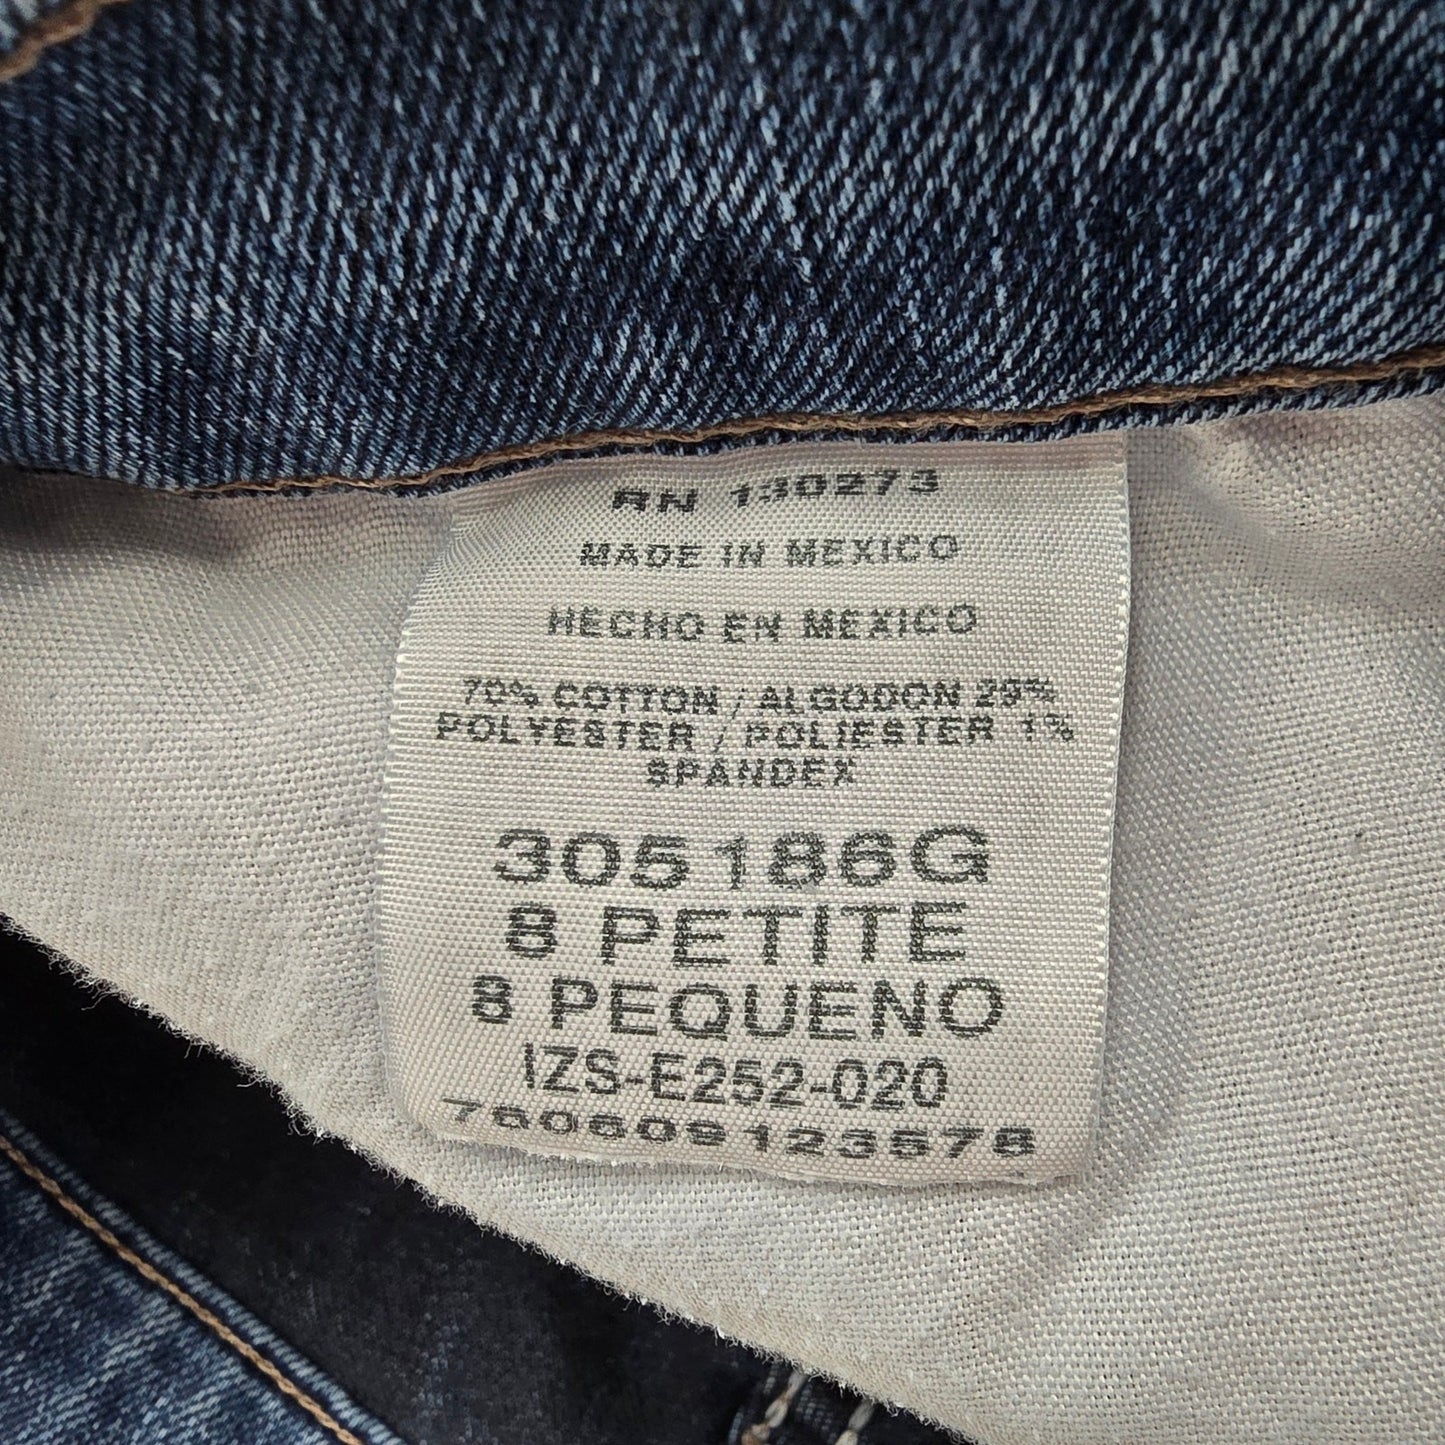 RN 130273
MADE IN MEXICO
HECHO EN MEXICO
70% COTTON / ALGODON 29%
POLYESTER / POLIESTER 1%
SPANDEX
305186G
8 PETITE
8 PEQUENO
IZS-E252-020
760609123578